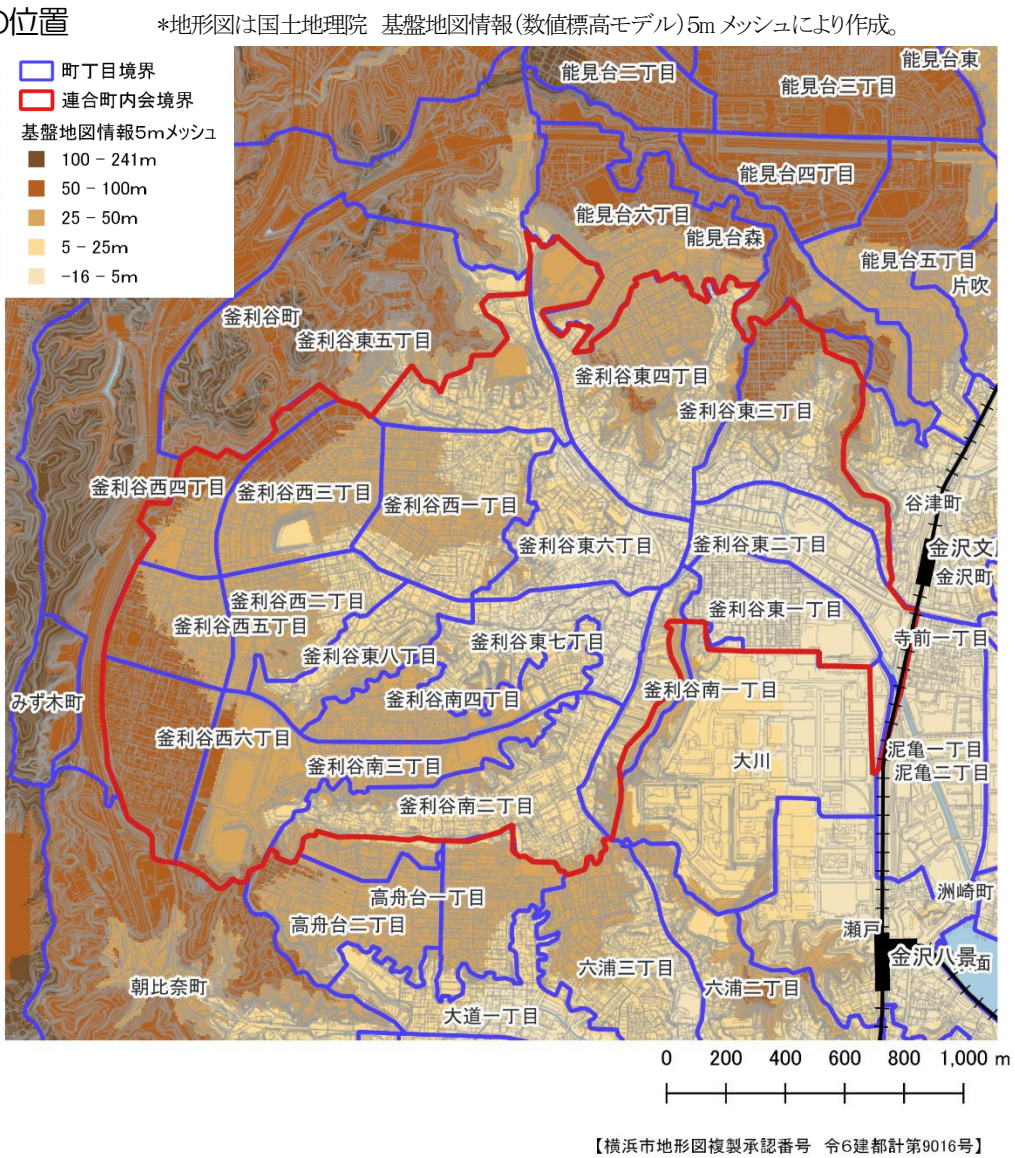 の位置
*地形図は国土地理院 基盤地図情報(数値標高モデル)5m メッシュにより作成。
町丁目境界
連合町内会境界
基盤地図情報5mメッシュ
100 - 241m
50 - 100m
25 - 50m
5 - 25m
-16 - 5m
能見台東
能見台二丁目
能見台三丁目
能見台四丁目
能見台六丁目
能見台森
能見台五丁目
片吹
釜利谷町
釜利谷東五丁目
釜利谷東四丁目
釜利谷東三丁目
釜利谷西四丁目
釜利谷西三丁目
釜利谷西一丁目
谷津町
釜利谷東六丁目
釜利谷東二丁目
金沢文
金沢町
釜利谷西二丁目
釜利谷東一丁目
釜利谷西五丁目
釜利谷東八丁目
釜利谷東七丁目
寺前一丁目
みず木町
釜利谷南四丁目
釜利谷南一丁目
釜利谷西六丁目
釜利谷南三丁目
大川
泥亀一丁目
泥亀二丁目
釜利谷南二丁目
高舟台一丁目
洲崎町
高舟台二丁目
瀬戸
金沢八景
面
朝比奈町
六浦三丁目
六浦二丁目
大道一丁目
0 200 400 600 800 1,000 m
【横浜市地形図複製承認番号 令6建都計第9016号】